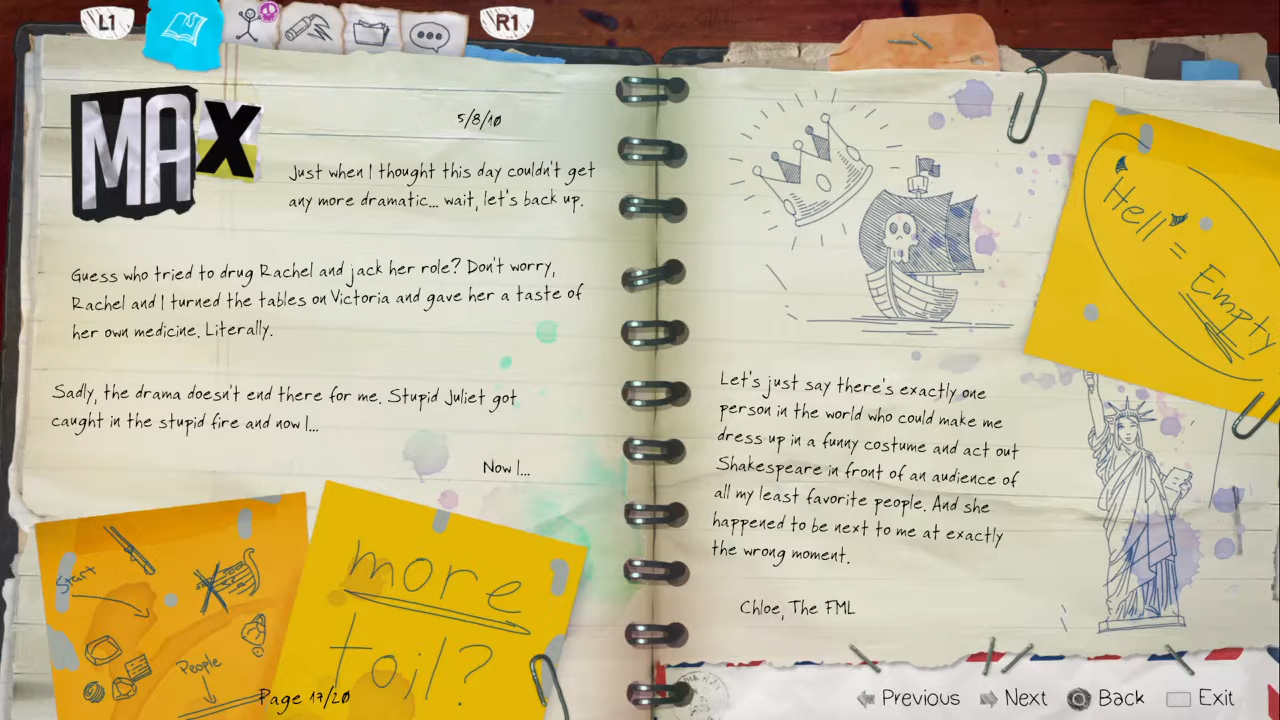 L1
R1
MAX
5/8/10
Just when I thought this day couldn't get
any more dramatic... wait, let's back up.
Guess who tried to drug Rachel and jack her role? Don't worry,
Rachel and I turned the tables on Victoria and gave her a taste of
her own medicine. Literally.
Sadly, the drama doesn't end there for me. Stupid Juliet got
caught in the stupid fire and now I...
Now I...
Start
People
more
toil?
Page 17/20
"Hell" =
Empty
Let's just say there's exactly one
person in the world who could make me
dress up in a funny costume and act out
Shakespeare in front of an audience of
all my least favorite people. And she
happened to be next to me at exactly
the wrong moment.
Chloe, The FML
Previous Next Back Exit